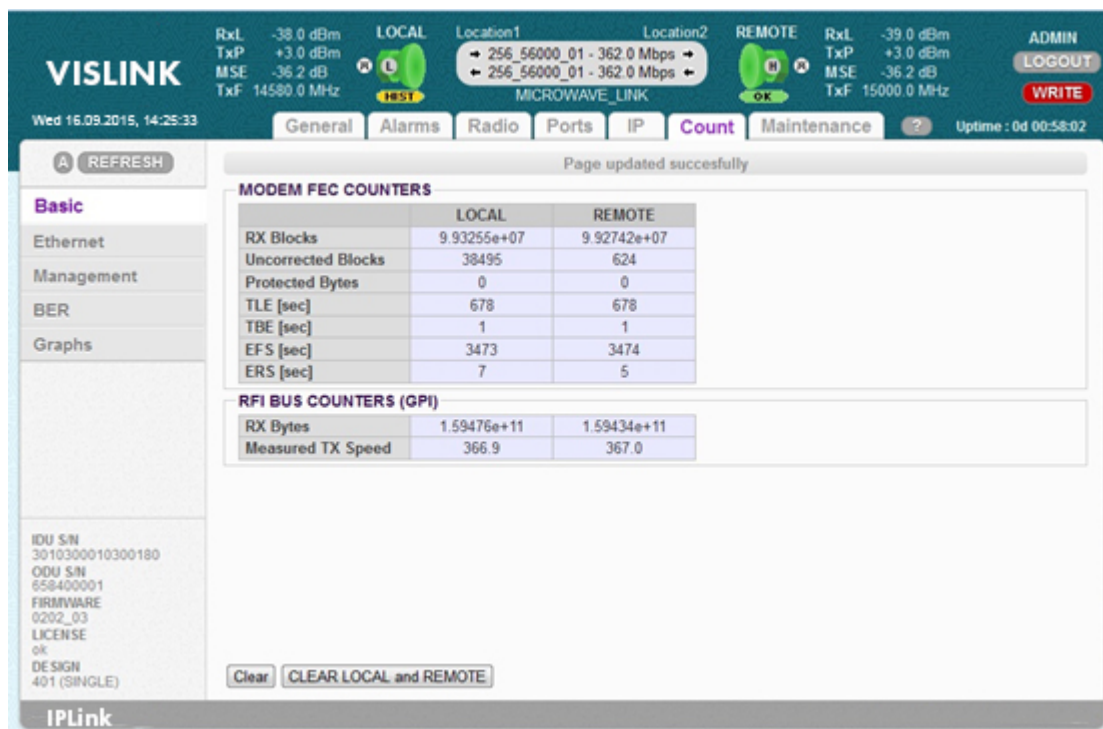 VISLINK
RxL -38.0 dBm LOCAL Location1 Location2 REMOTE RxL -39.0 dBm ADMIN
TxP +3.0 dBm → 256_56000_01 - 362.0 Mbps → TxP +3.0 dBm LOGOUT
MSE -36.2 dB R L ← 256_56000_01 - 362.0 Mbps ← H R MSE -36.2 dB
TxF 14580.0 MHz HIST MICROWAVE_LINK OK TxF 15000.0 MHz WRITE
Wed 16.09.2015, 14:25:33 General Alarms Radio Ports IP Count Maintenance ? Uptime : 0d 00:58:02
A REFRESH
Page updated succesfully
Basic
Ethernet
Management
BER
Graphs
MODEM FEC COUNTERS
LOCAL REMOTE
RX Blocks 9.93255e+07 9.92742e+07
Uncorrected Blocks 38495 624
Protected Bytes 0 0
TLE [sec] 678 678
TBE [sec] 1 1
EFS [sec] 3473 3474
ERS [sec] 7 5
RFI BUS COUNTERS (GPI)
RX Bytes 1.59476e+11 1.59434e+11
Measured TX Speed 366.9 367.0
IDU S/N
3010300010300180
ODU S/N
658400001
FIRMWARE
0202_03
LICENSE
ok
DESIGN
401 (SINGLE)
Clear CLEAR LOCAL and REMOTE
IPLink